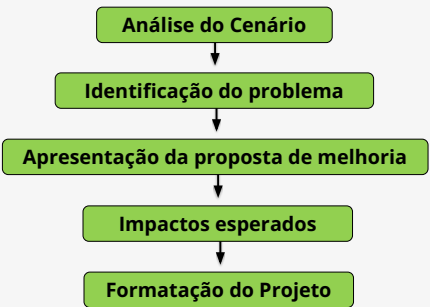 Análise do Cenário
Identificação do problema
Apresentação da proposta de melhoria
Impactos esperados
Formatação do Projeto